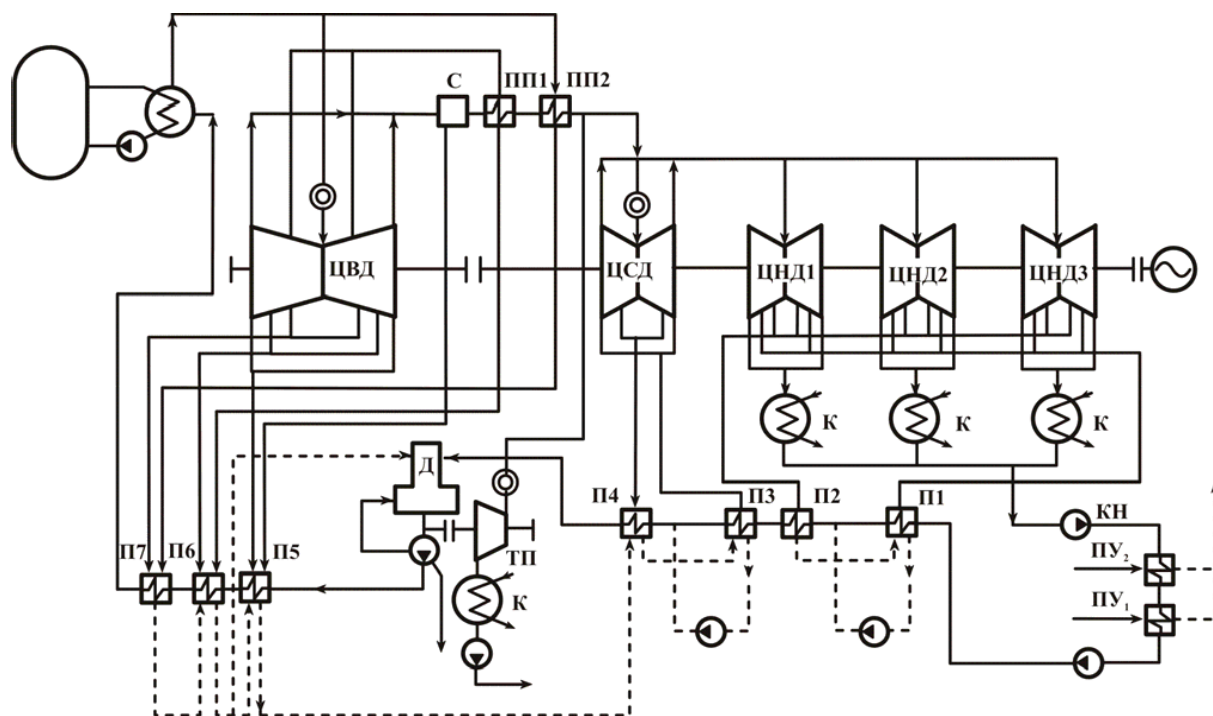 С ПП1 ПП2
ЦВД ЦСД ЦНД1 ЦНД2 ЦНД3
К К К
Д
П4 П3 П2 П1
КН
П7 П6 П5
ТП
ПУ₂
К
ПУ₁